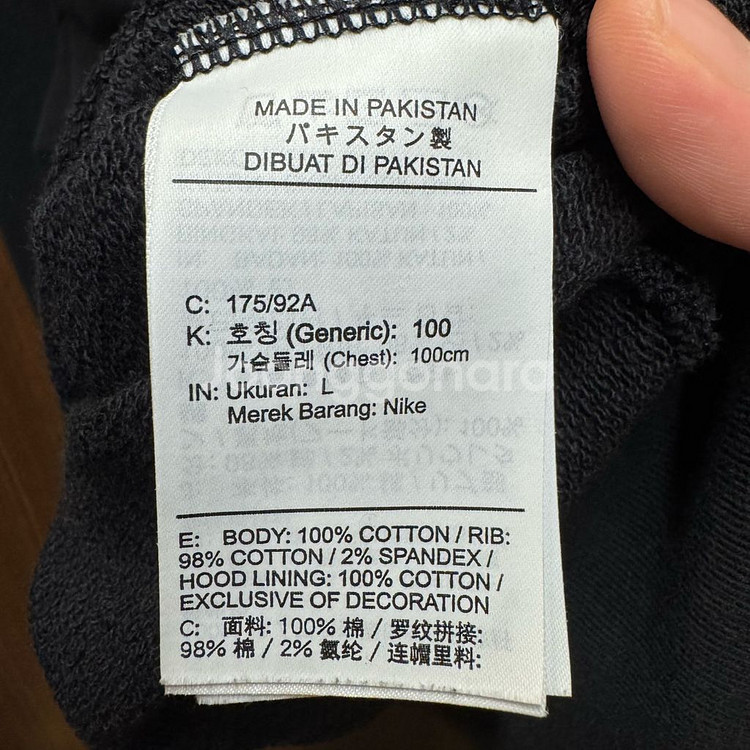 MADE IN PAKISTAN
パキスタン製
DIBUAT DI PAKISTAN
C: 175/92A
K: 호칭 (Generic): 100
가슴둘레 (Chest): 100cm
IN: Ukuran: L
Merek Barang: Nike
E: BODY: 100% COTTON / RIB:
98% COTTON / 2% SPANDEX /
HOOD LINING: 100% COTTON /
EXCLUSIVE OF DECORATION
C: 面料: 100% 棉 / 罗纹拼接:
98% 棉 / 2% 氨纶 / 连帽里料: